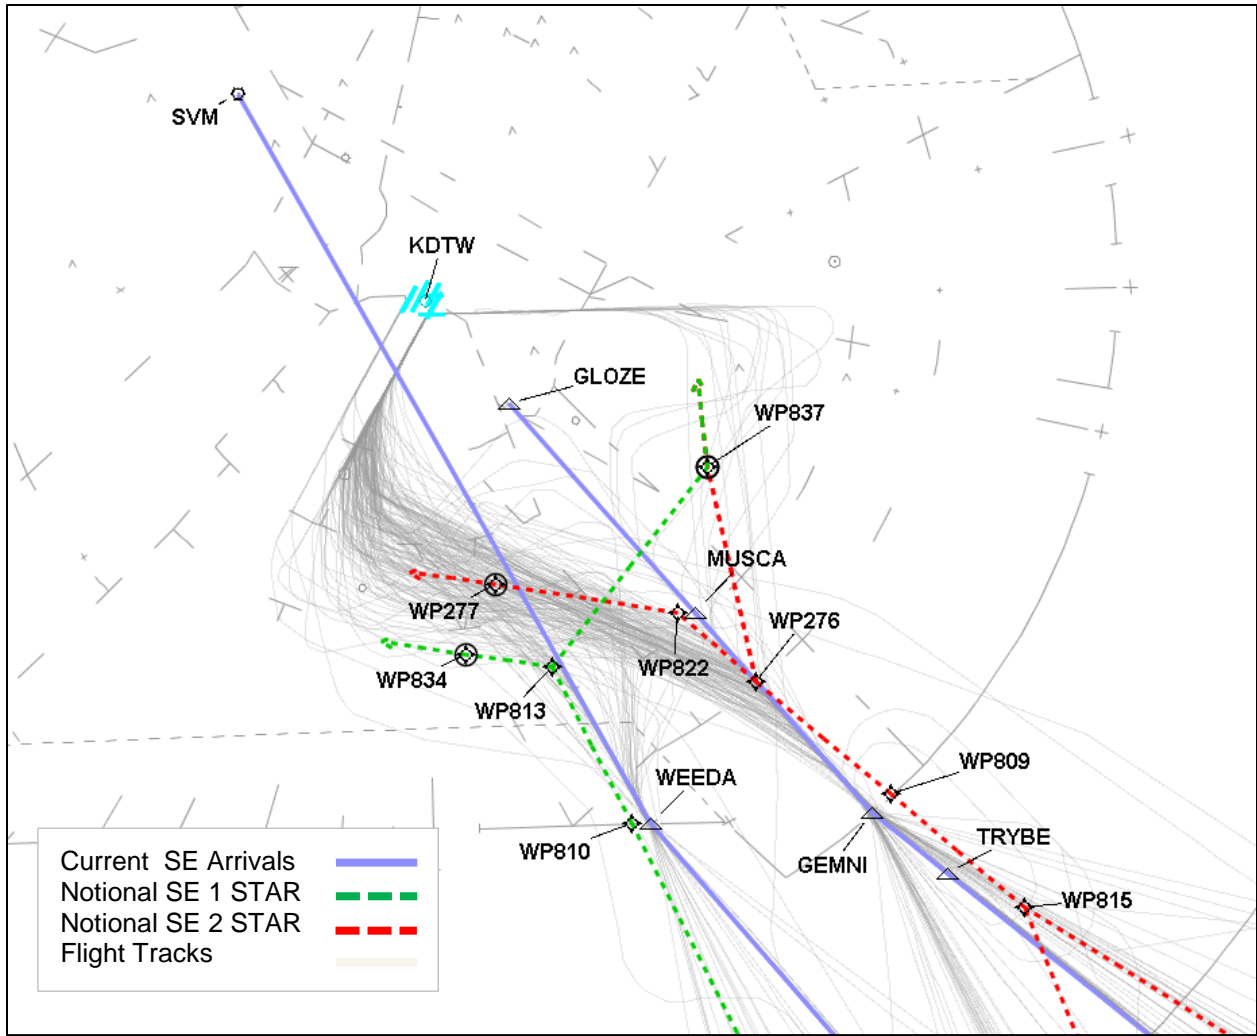 SVM
KDTW
GLOZE
WP837
MUSCA
WP277
WP276
WP822
WP834
WP813
WP809
WEEDA
TRYBE
WP810
GEMNI
WP815
Current SE Arrivals
Notional SE 1 STAR
Notional SE 2 STAR
Flight Tracks